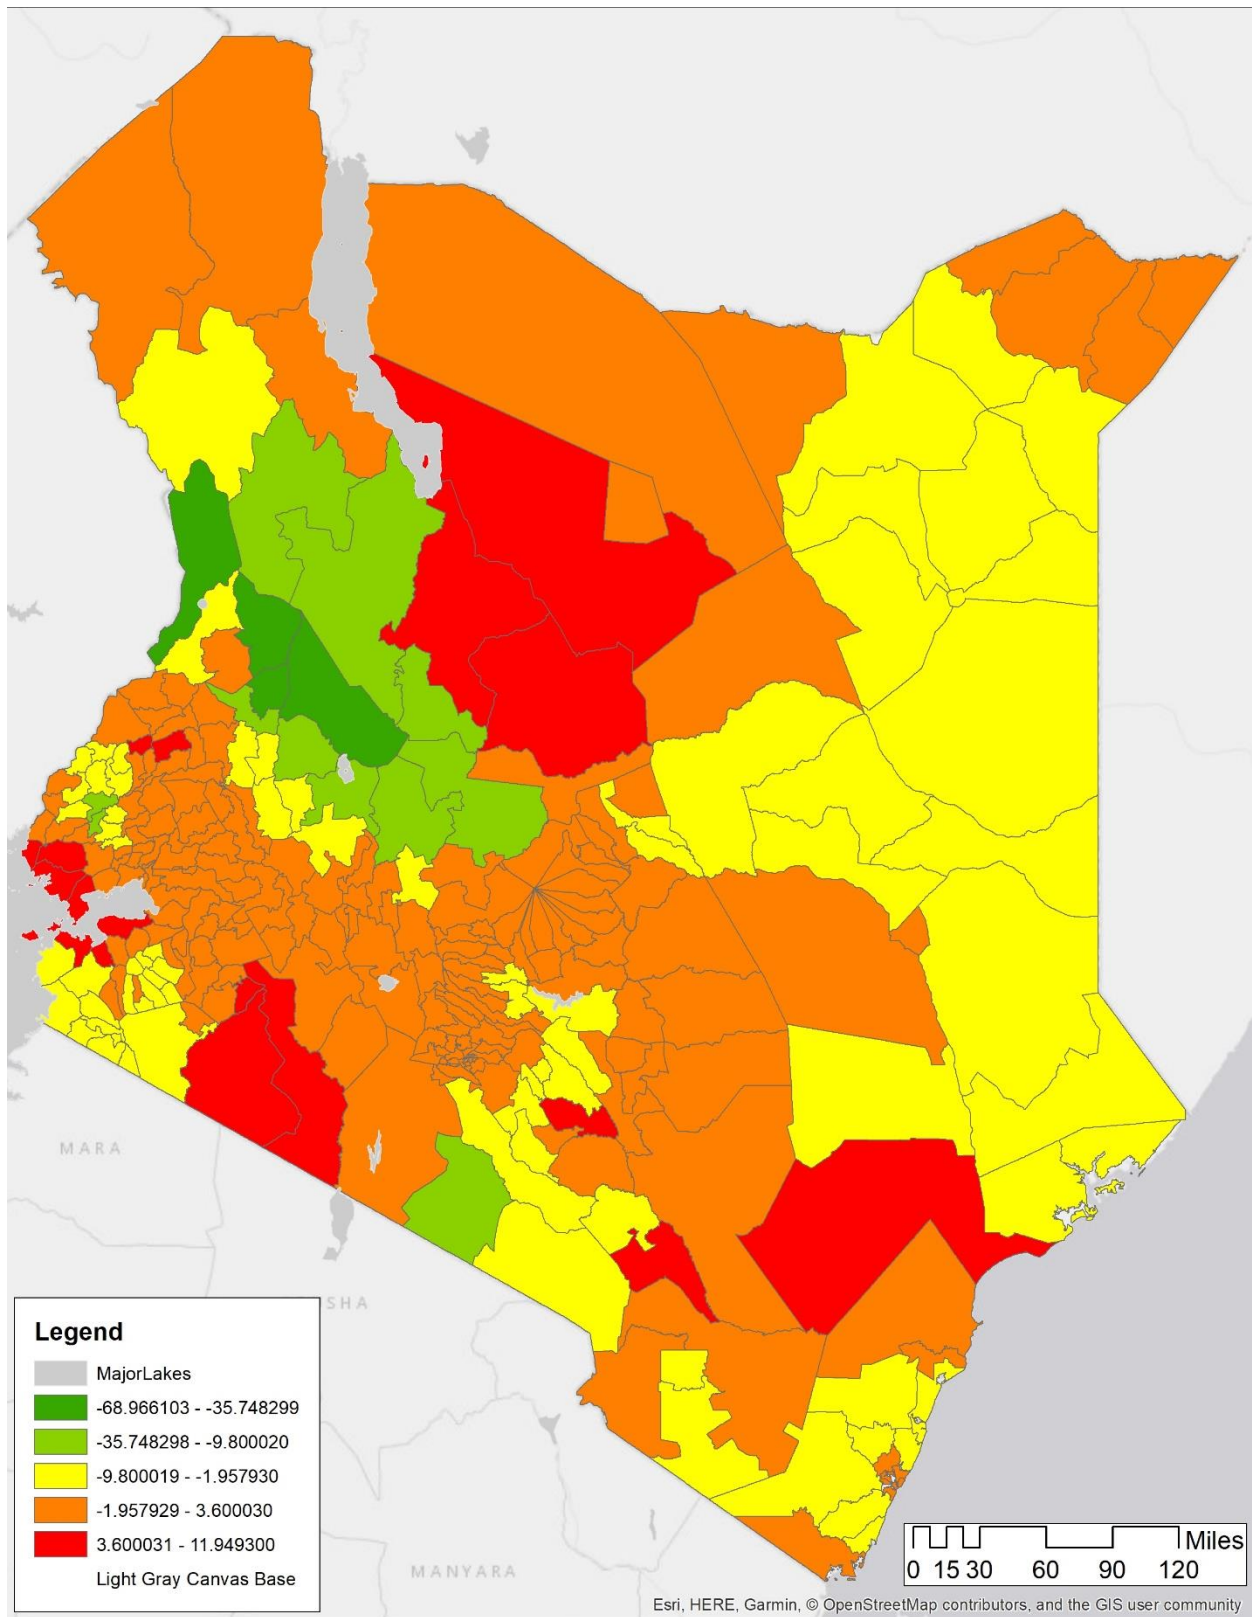 MARA
SHA
MANYARA
Legend
MajorLakes
-68.966103 - -35.748299
-35.748298 - -9.800020
-9.800019 - -1.957930
-1.957929 - 3.600030
3.600031 - 11.949300
Light Gray Canvas Base
Miles
0 15 30 60 90 120
Esri, HERE, Garmin, © OpenStreetMap contributors, and the GIS user community